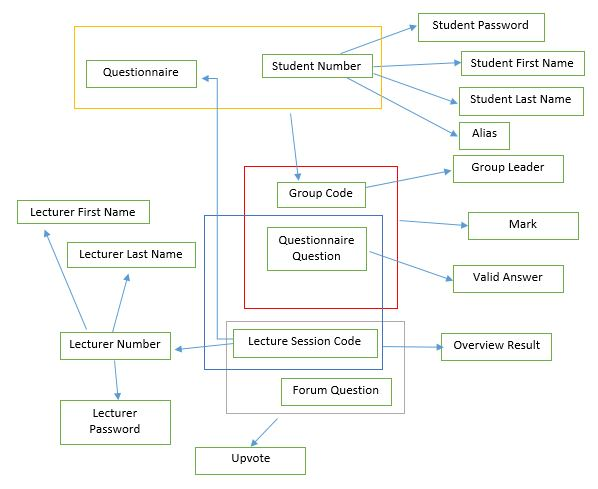 Student Password
Questionnaire
Student Number
Student First Name
Student Last Name
Alias
Group Leader
Group Code
Lecturer First Name
Mark
Lecturer Last Name
Questionnaire
Question
Valid Answer
Lecturer Number
Lecture Session Code
Overview Result
Forum Question
Lecturer
Password
Upvote